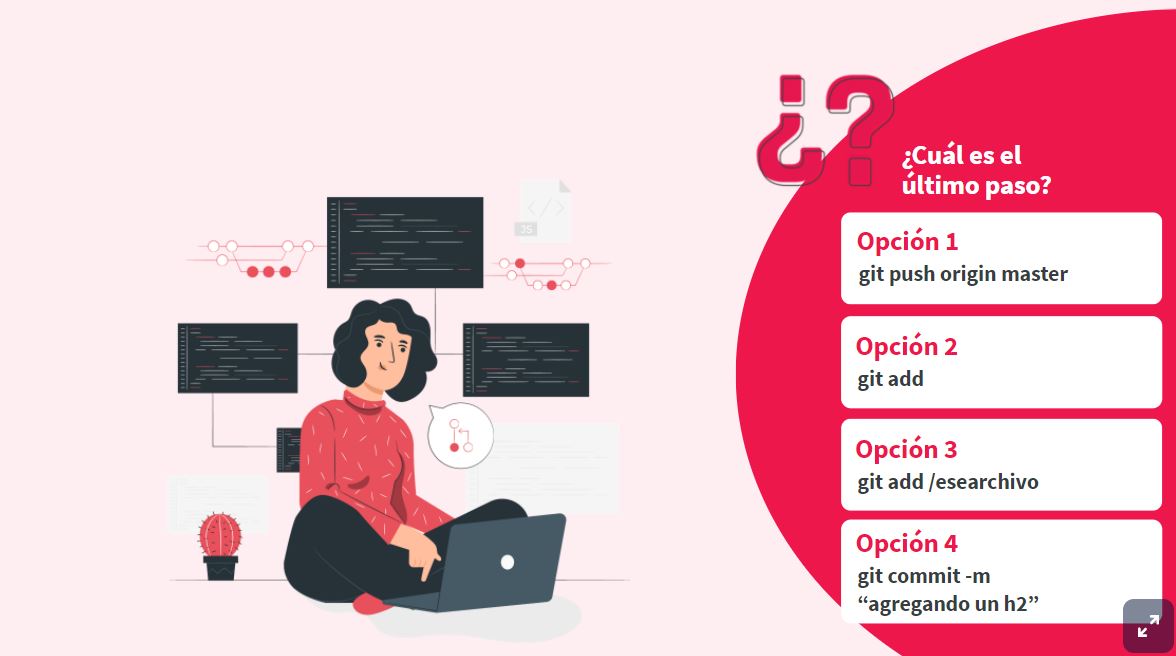 ¿?
¿Cuál es el
último paso?
Opción 1
git push origin master
Opción 2
git add
Opción 3
git add /esearchivo
Opción 4
git commit -m
“agregando un h2”
</>
JS